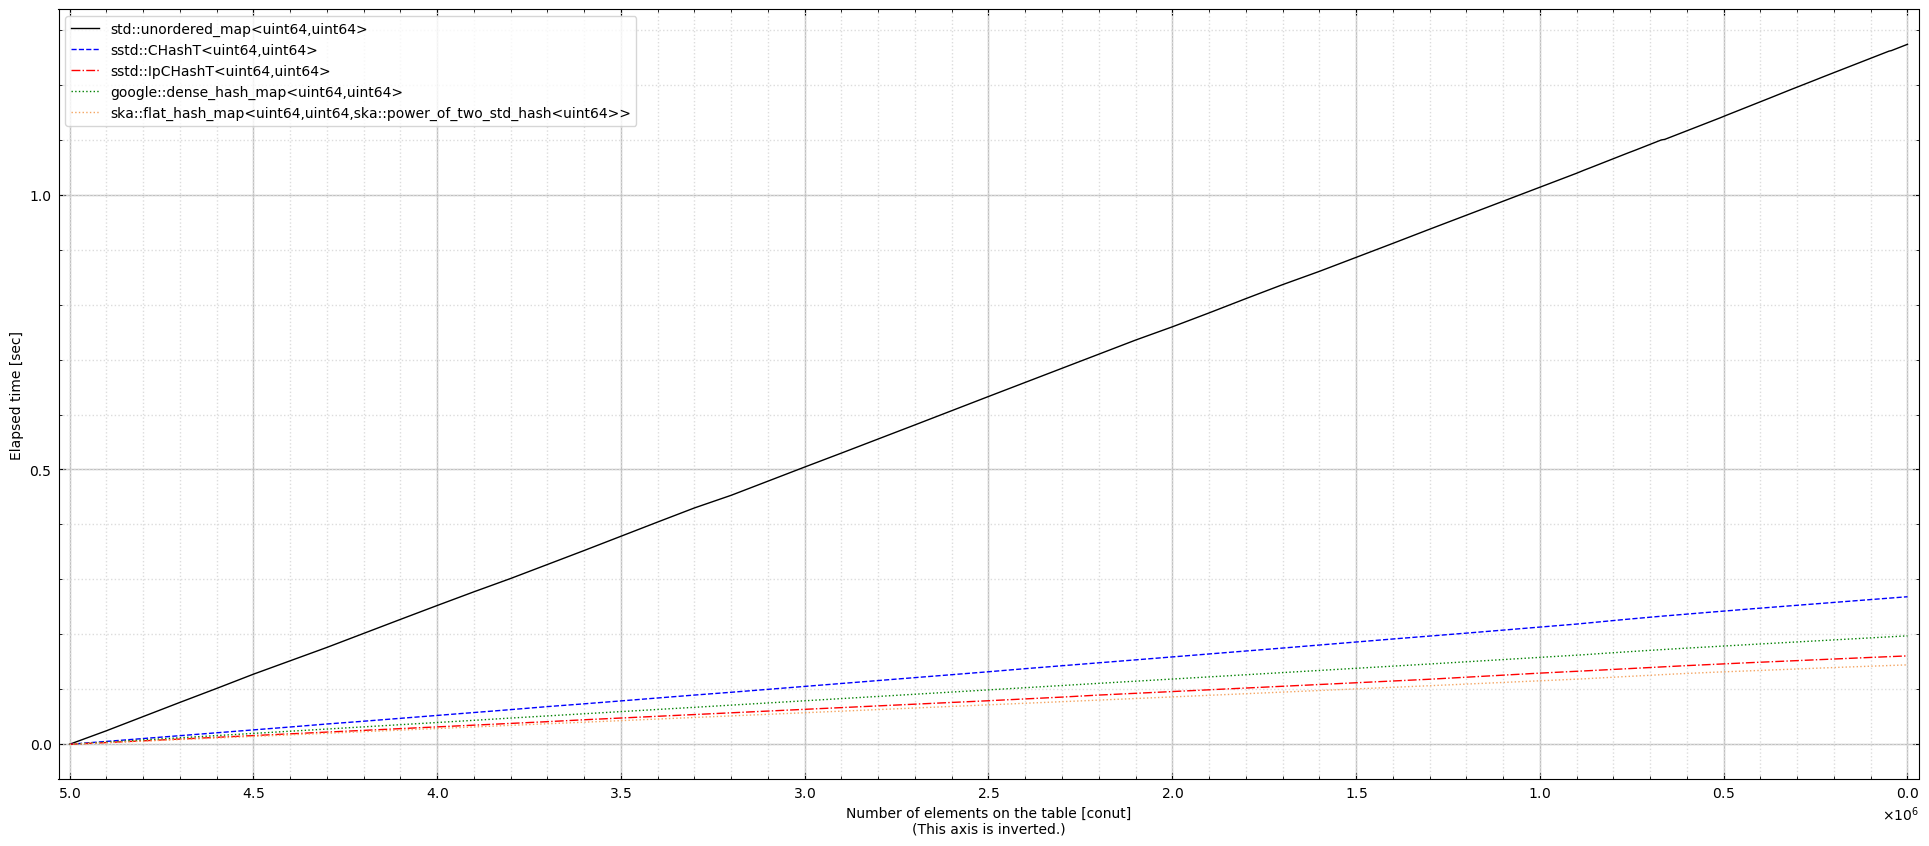 std::unordered_map<uint64,uint64>
sstd::CHashT<uint64,uint64>
sstd::IpCHashT<uint64,uint64>
google::dense_hash_map<uint64,uint64>
ska::flat_hash_map<uint64,uint64,ska::power_of_two_std_hash<uint64>>
Elapsed time [sec]
1.0
0.5
0.0
5.0 4.5 4.0 3.5 3.0 2.5 2.0 1.5 1.0 0.5 0.0
×10⁶
Number of elements on the table [conut]
(This axis is inverted.)